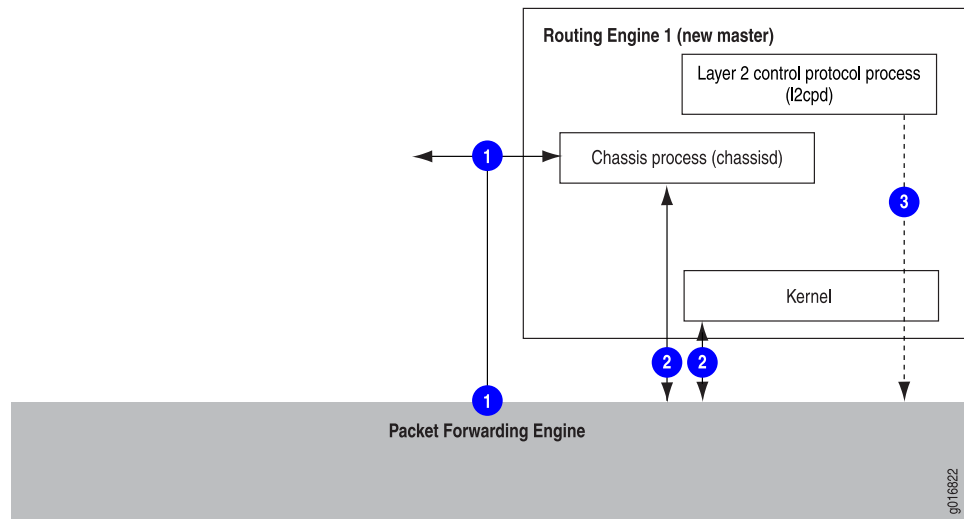 Routing Engine 1 (new master)
Layer 2 control protocol process
(l2cpd)
1
Chassis process (chassisd)
3
Kernel
2
2
1
Packet Forwarding Engine
g016822